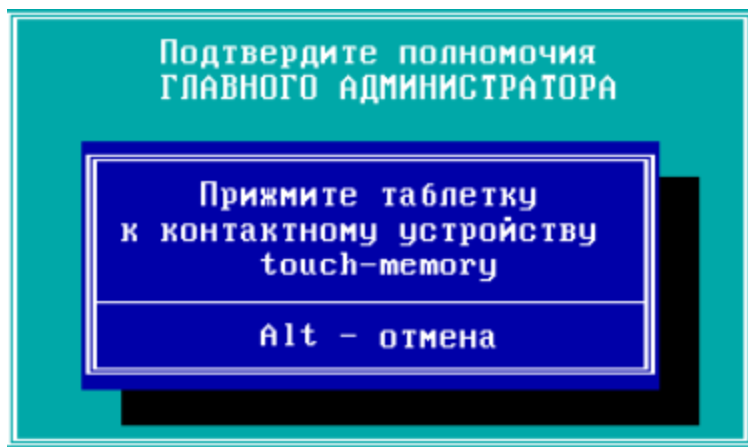 Подтвердите полномочия
ГЛАВНОГО АДМИНИСТРАТОРА
Прижмите таблетку
к контактному устройству
touch-memory
Alt - отмена